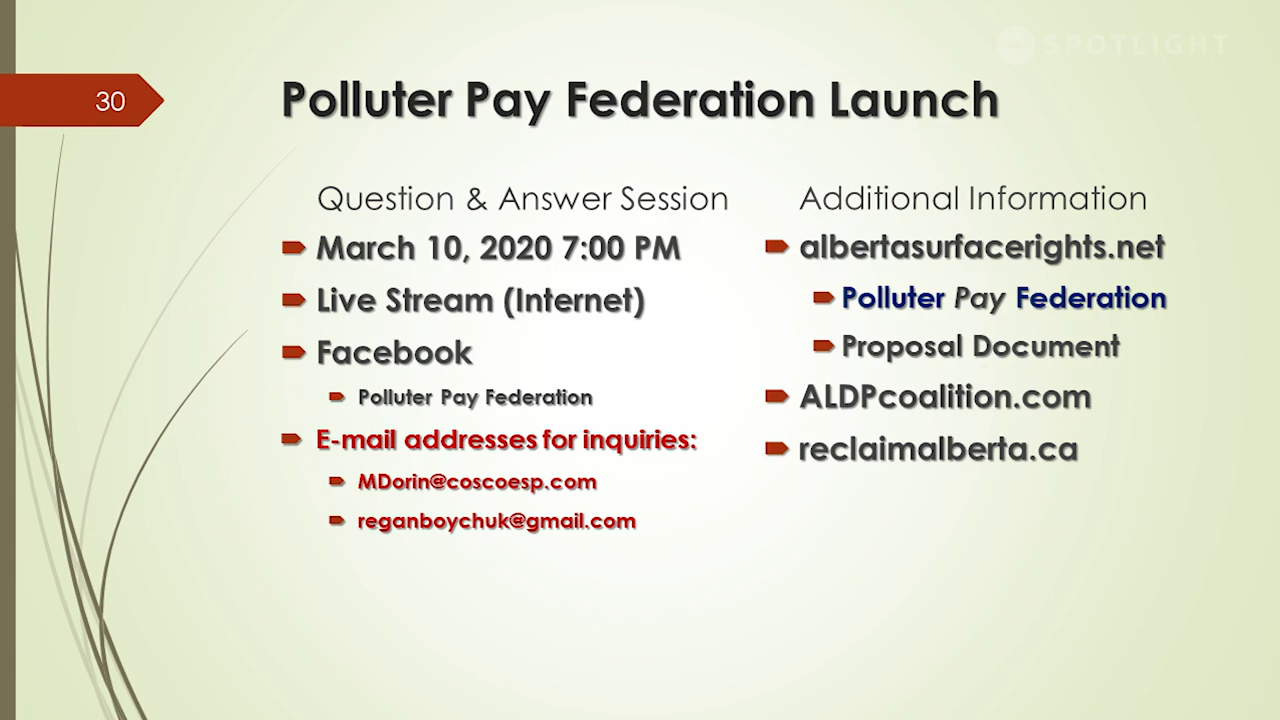 SPOTLIGHT
30
Polluter Pay Federation Launch
Question & Answer Session
March 10, 2020 7:00 PM
Live Stream (Internet)
Facebook
Polluter Pay Federation
E-mail addresses for inquiries:
MDorin@coscoesp.com
reganboychuk@gmail.com
Additional Information
albertasurfacerights.net
Polluter Pay Federation
Proposal Document
ALDPcoalition.com
reclaimalberta.ca